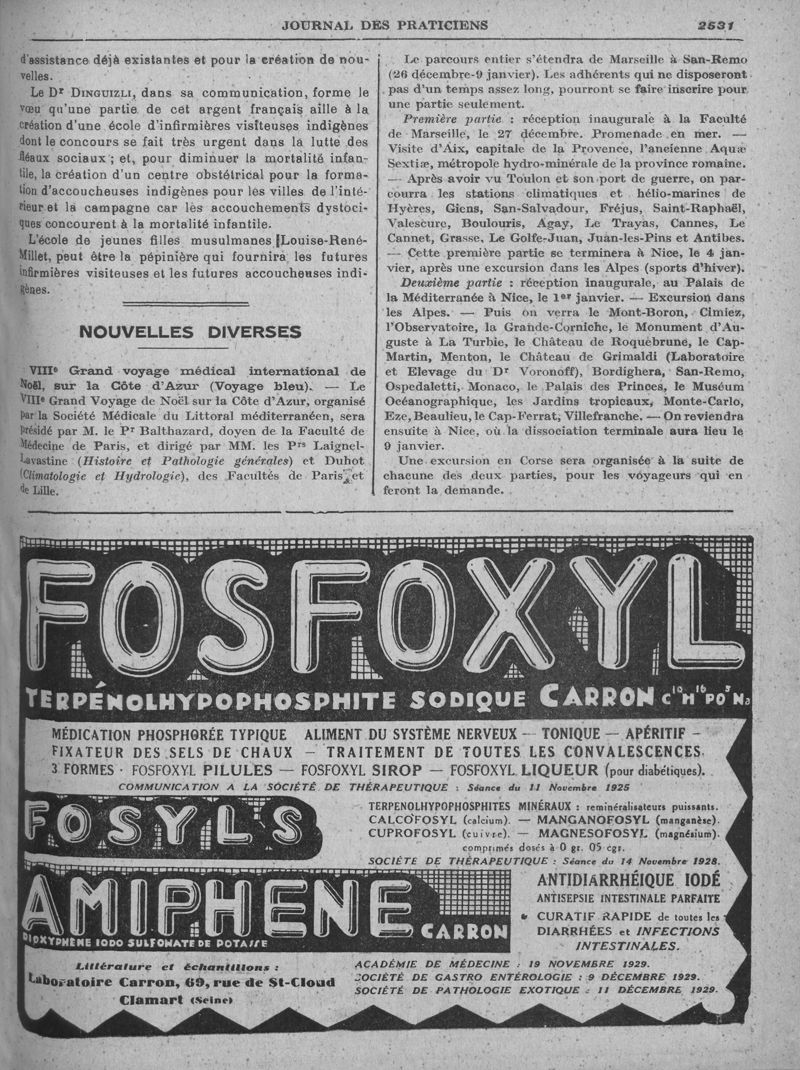 JOURNAL DES PRATICIENS 2531
d'assistance déjà existantes et pour la création de nou-
velles.
Le Dr DINGUIZLI, dans sa communication, forme le
vœu qu'une partie de cet argent français aille à la
création d'une école d'infirmières visiteuses indigènes
dont le concours se fait très urgent dans la lutte des
fléaux sociaux ; et, pour diminuer la mortalité infan-
tile, la création d'un centre obstétrical pour la forma-
tion d'accoucheuses indigènes pour les villes de l'inté-
rieur et la campagne car les accouchements dystoci-
ques concourent à la mortalité infantile.
L'école de jeunes filles musulmanes [Louise-René-
Millet, peut être la pépinière qui fournira les futures
infirmières visiteuses et les futures accoucheuses indi-
gènes.
NOUVELLES DIVERSES
VIIIe Grand voyage médical international de
Noël, sur la Côte d'Azur (Voyage bleu). — Le
VIIIe Grand Voyage de Noël sur la Côte d'Azur, organisé
par la Société Médicale du Littoral méditerranéen, sera
présidé par M. le Pr Balthazard, doyen de la Faculté de
Médecine de Paris, et dirigé par MM. les Prs Laignel-
Lavastine (Histoire et Pathologie générales) et Duhot
(Climatologie et Hydrologie), des Facultés de Paris et
de Lille.
Le parcours entier s'étendra de Marseille à San-Remo
(26 décembre-9 janvier). Les adhérents qui ne disposeront
pas d'un temps assez long, pourront se faire inscrire pour
une partie seulement.
Première partie : réception inaugurale à la Faculté
de Marseille, le 27 décembre. Promenade en mer. —
Visite d'Aix, capitale de la Provence, l'ancienne Aquæ
Sextiæ, métropole hydro-minérale de la province romaine.
— Après avoir vu Toulon et son port de guerre, on par-
courra les stations climatiques et hélio-marines de
Hyères, Giens, San-Salvadour, Fréjus, Saint-Raphaël,
Valescure, Boulouris, Agay, Le Trayas, Cannes, Le
Cannet, Grasse, Le Golfe-Juan, Juan-les-Pins et Antibes.
— Cette première partie se terminera à Nice, le 4 jan-
vier, après une excursion dans les Alpes (sports d'hiver).
Deuxième partie : réception inaugurale, au Palais de
la Méditerranée à Nice, le 1er janvier. — Excursion dans
les Alpes. — Puis on verra le Mont-Boron, Cimiez,
l'Observatoire, la Grande-Corniche, le Monument d'Au-
guste à La Turbie, le Château de Roquebrune, le Cap-
Martin, Menton, le Château de Grimaldi (Laboratoire
et Elevage du Dr Voronoff), Bordighera, San-Remo,
Ospedaletti, Monaco, le Palais des Princes, le Muséum
Océanographique, les Jardins tropicaux, Monte-Carlo,
Eze, Beaulieu, le Cap-Ferrat, Villefranche. — On reviendra
ensuite à Nice, où la dissociation terminale aura lieu le
9 janvier.
Une excursion en Corse sera organisée à la suite de
chacune des deux parties, pour les voyageurs qui en
feront la demande.
FOSFOXYL
TERPÉNOLHYPOPHOSPHITE SODIQUE CARRON C10H16PO3Na
MÉDICATION PHOSPHORÉE TYPIQUE ALIMENT DU SYSTÈME NERVEUX — TONIQUE — APÉRITIF —
FIXATEUR DES SELS DE CHAUX — TRAITEMENT DE TOUTES LES CONVALESCENCES.
3 FORMES · FOSFOXYL PILULES — FOSFOXYL SIROP — FOSFOXYL LIQUEUR (pour diabétiques).
COMMUNICATION A LA SOCIÉTÉ DE THÉRAPEUTIQUE : Séance du 11 Novembre 1925
FOSYLS
TERPENOLHYPOPHOSPHITES MINÉRAUX : reminéralisateurs puissants.
CALCOFOSYL (calcium). — MANGANOFOSYL (manganèse).
CUPROFOSYL (cuivre). — MAGNESOFOSYL (magnésium).
comprimés dosés à 0 gr. 05 cgr.
SOCIÉTÉ DE THÉRAPEUTIQUE : Séance du 14 Novembre 1928.
AMIPHENE
CARRON
DIOXYPHÈNE IODO SULFONATE DE POTASSE
ANTIDIARRHÉIQUE IODÉ
ANTISEPSIE INTESTINALE PARFAITE
CURATIF RAPIDE de toutes les
DIARRHÉES et INFECTIONS
INTESTINALES.
Littérature et échantillons :
Laboratoire Carron, 69, rue de St-Cloud
Clamart (Seine)
ACADÉMIE DE MÉDECINE : 19 NOVEMBRE 1929.
SOCIÉTÉ DE GASTRO ENTÉROLOGIE : 9 DÉCEMBRE 1929.
SOCIÉTÉ DE PATHOLOGIE EXOTIQUE : 11 DÉCEMBRE 1929.